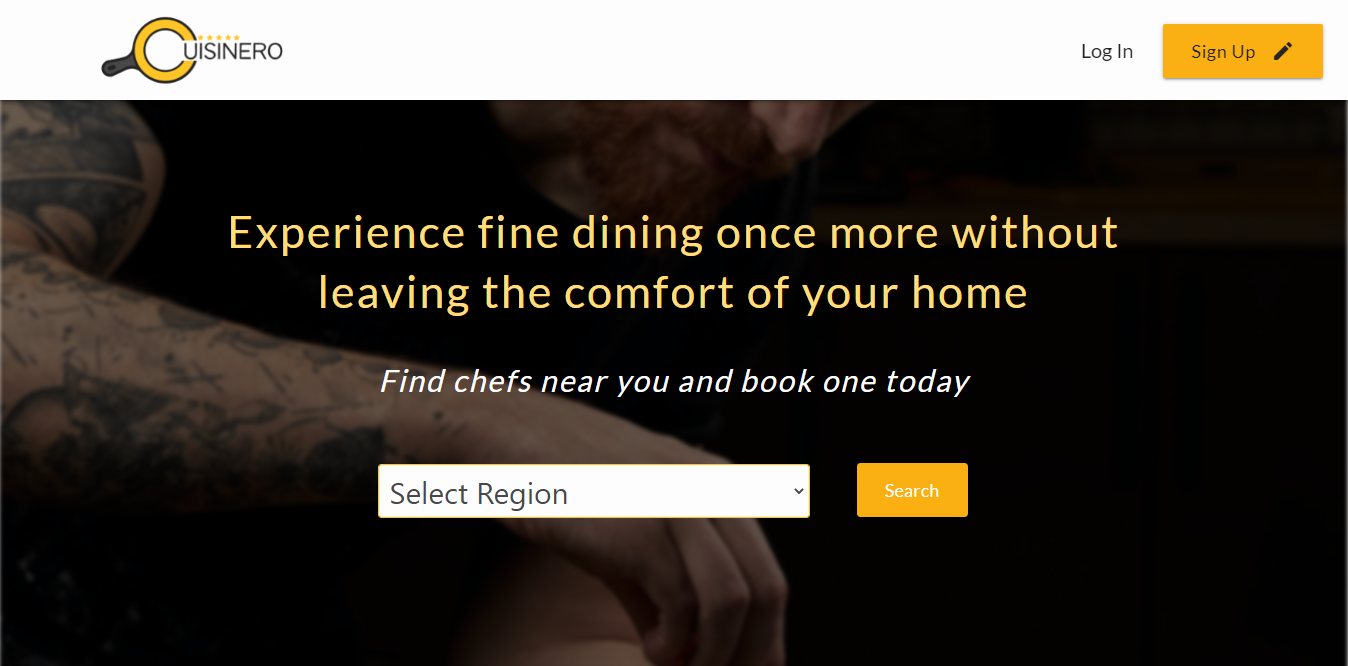 CUISINERO
Log In
Sign Up
Experience fine dining once more without
leaving the comfort of your home
Find chefs near you and book one today
Select Region
Search